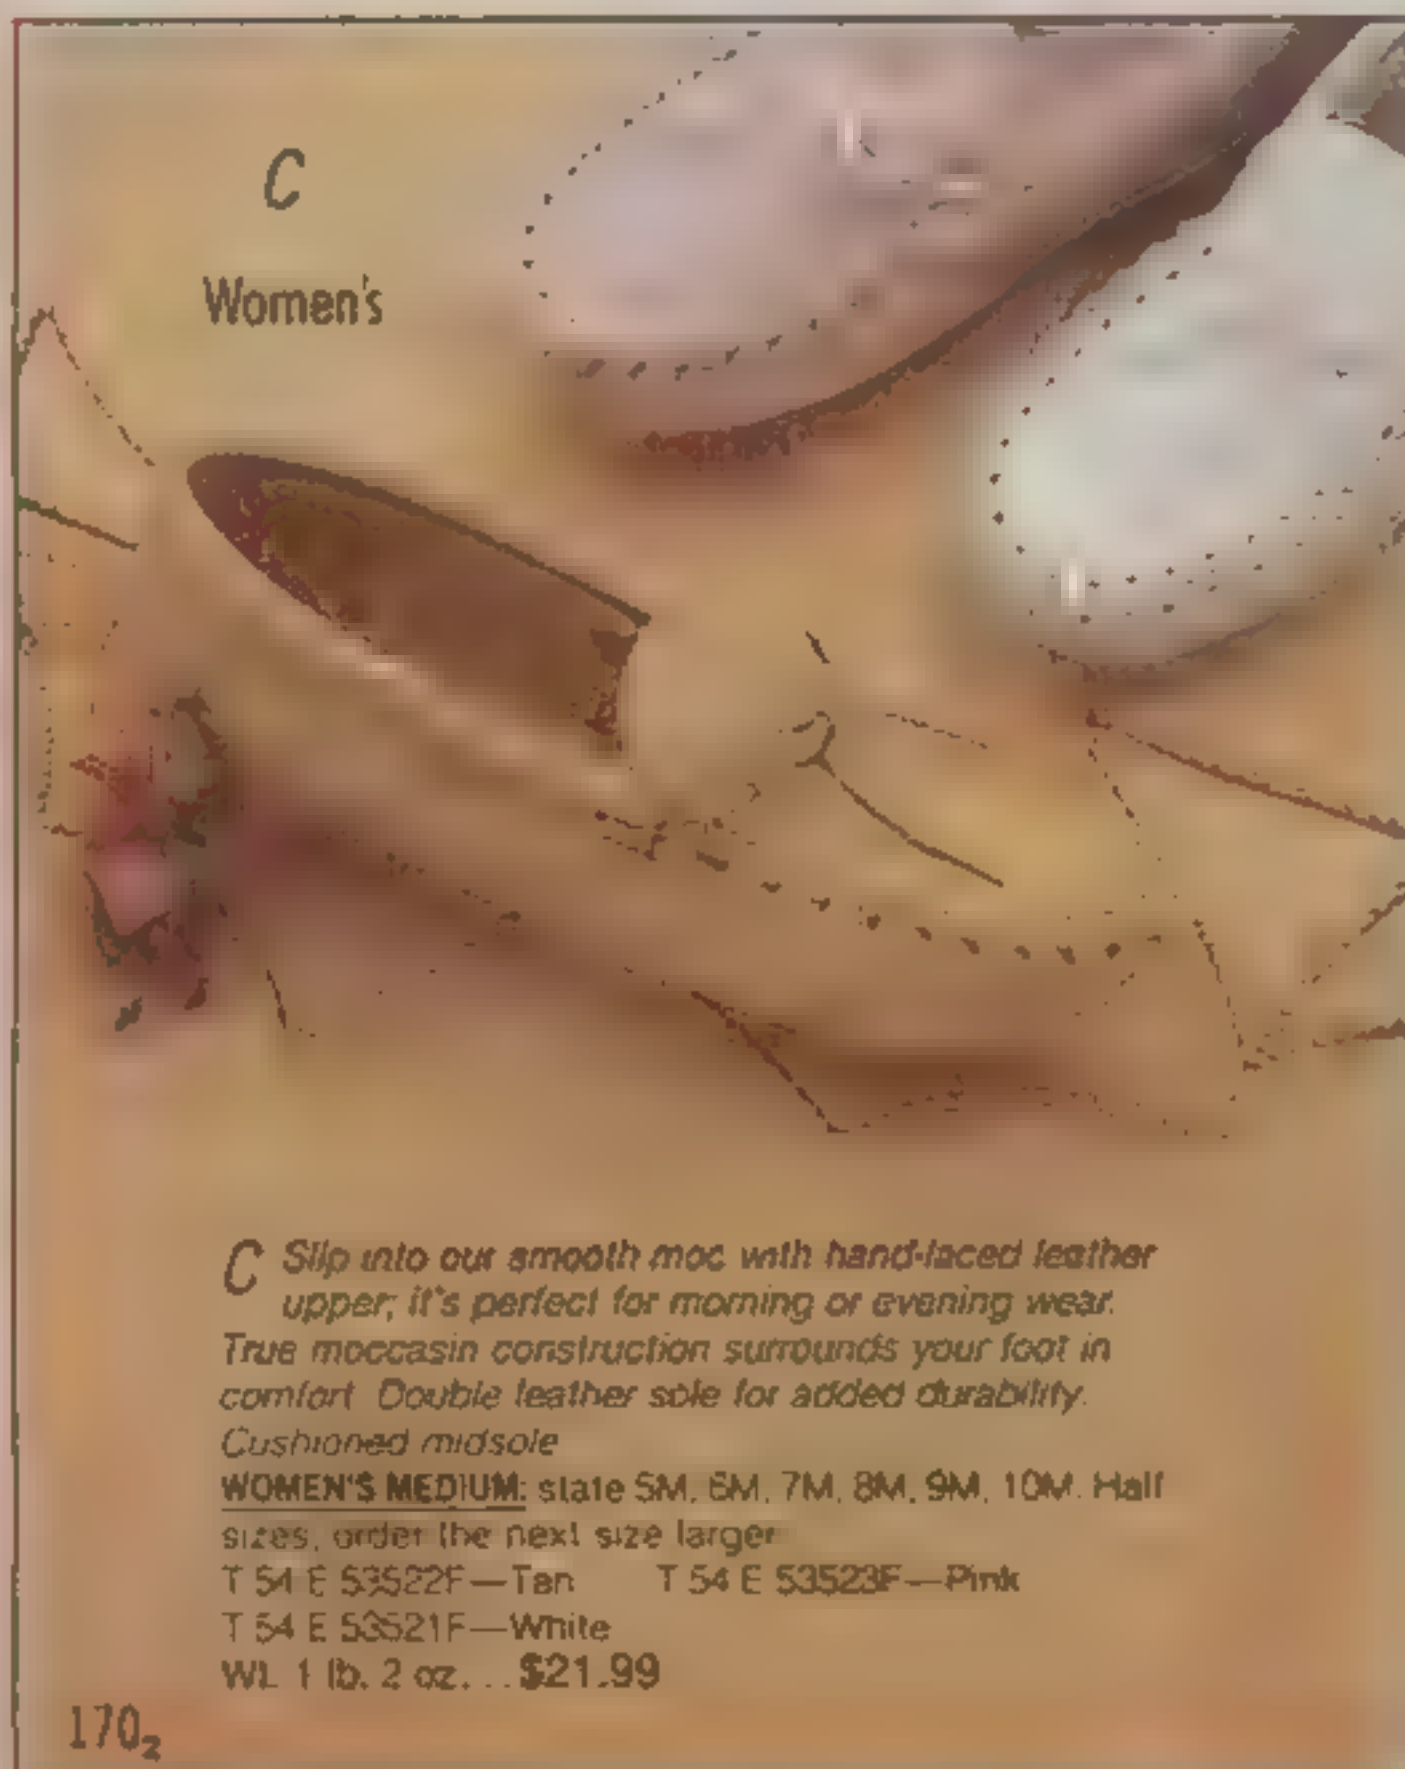 C
Women's
C Slip into our smooth moc with hand-laced leather
upper; it's perfect for morning or evening wear.
True moccasin construction surrounds your foot in
comfort. Double leather sole for added durability.
Cushioned midsole
WOMEN'S MEDIUM: state 5M, 6M, 7M, 8M, 9M, 10M. Half
sizes, order the next size larger
T 54 E 53522F—Tan T 54 E 53523F—Pink
T 54 E 53521F—White
Wt. 1 lb. 2 oz. . . $21.99
170₂